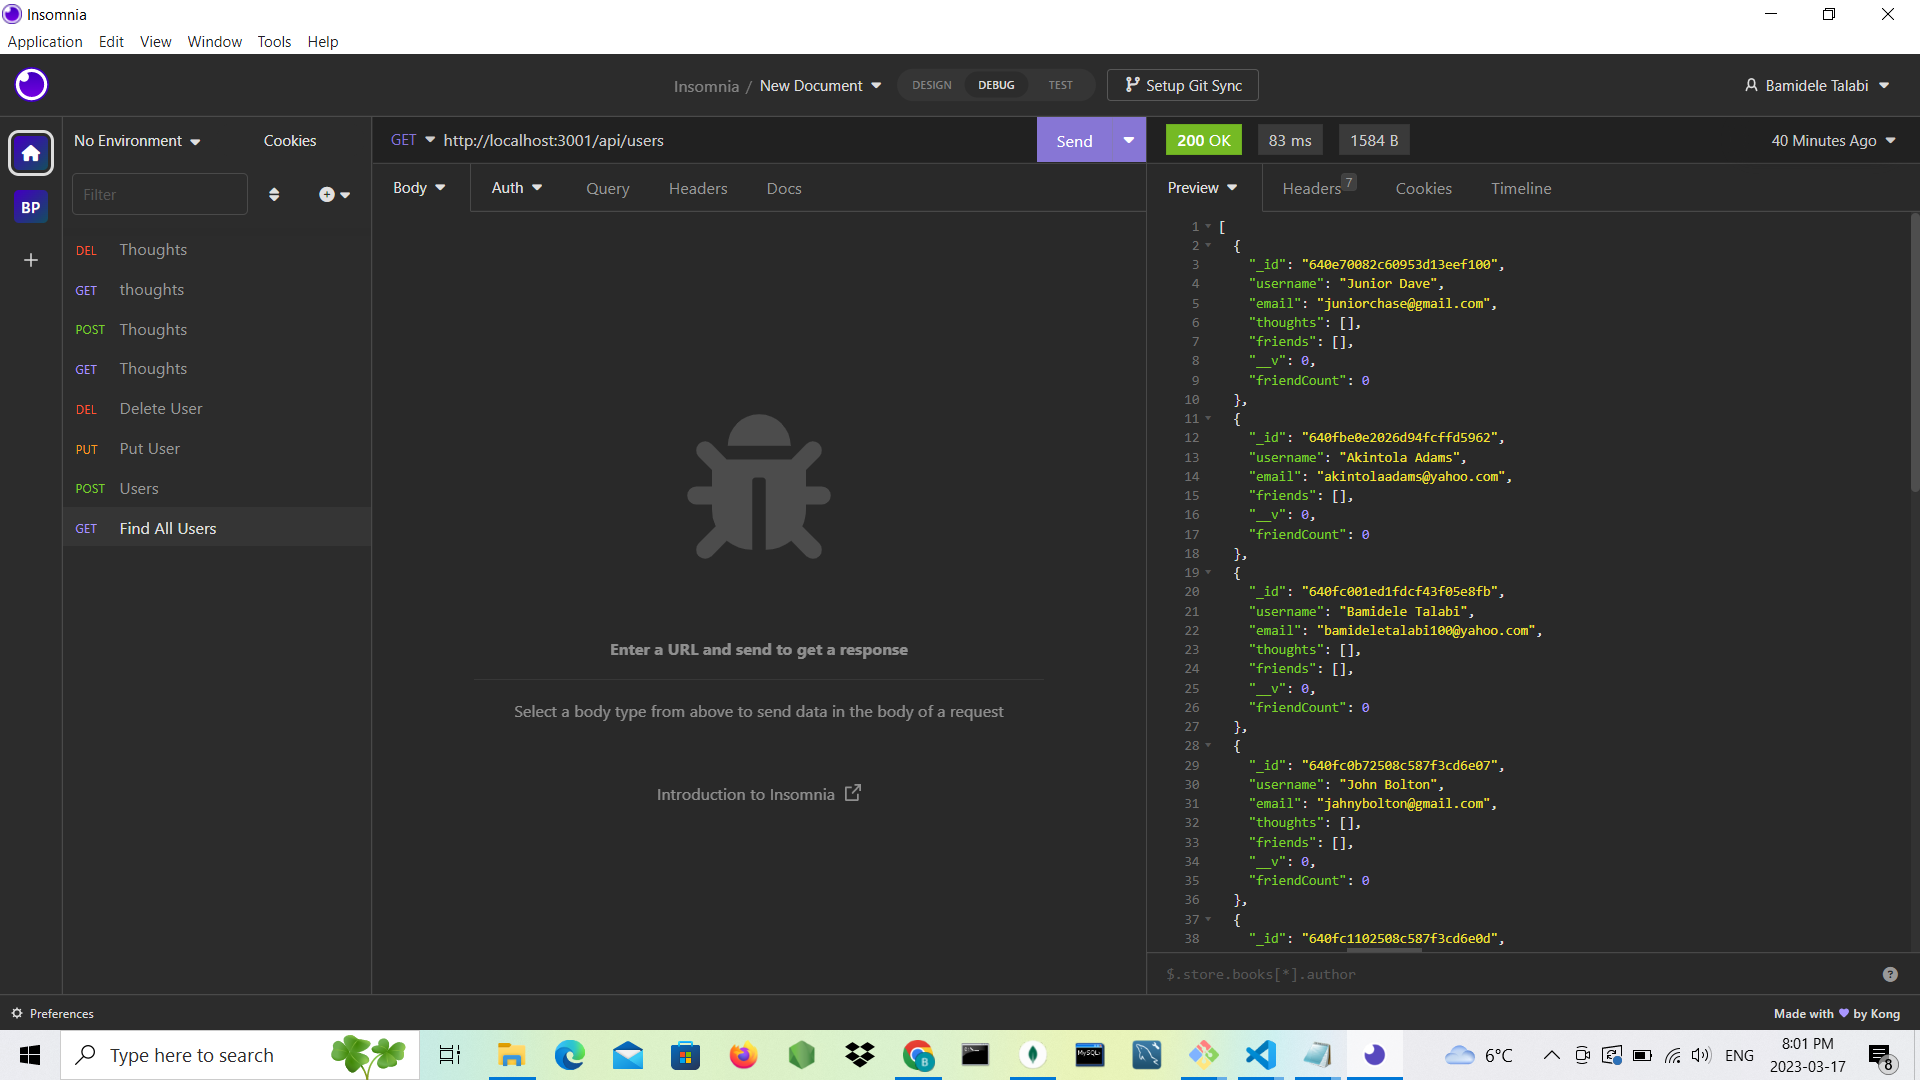 Insomnia
Application Edit View Window Tools Help
Insomnia / New Document DESIGN DEBUG TEST Setup Git Sync Bamidele Talabi
No Environment Cookies GET http://localhost:3001/api/users Send 200 OK 83 ms 1584 B 40 Minutes Ago
Filter
BP
Body Auth Query Headers Docs
Preview Headers 7 Cookies Timeline
DEL Thoughts
GET thoughts
POST Thoughts
GET Thoughts
DEL Delete User
PUT Put User
POST Users
GET Find All Users
Enter a URL and send to get a response
Select a body type from above to send data in the body of a request
Introduction to Insomnia
1 [
2 {
3 "_id": "640e70082c60953d13eef100",
4 "username": "Junior Dave",
5 "email": "juniorchase@gmail.com",
6 "thoughts": [],
7 "friends": [],
8 "__v": 0,
9 "friendCount": 0
10 },
11 {
12 "_id": "640fbe0e2026d94fcffd5962",
13 "username": "Akintola Adams",
14 "email": "akintolaadams@yahoo.com",
15 "friends": [],
16 "__v": 0,
17 "friendCount": 0
18 },
19 {
20 "_id": "640fc001ed1fdcf43f05e8fb",
21 "username": "Bamidele Talabi",
22 "email": "bamideletalabi100@yahoo.com",
23 "thoughts": [],
24 "friends": [],
25 "__v": 0,
26 "friendCount": 0
27 },
28 {
29 "_id": "640fc0b72508c587f3cd6e07",
30 "username": "John Bolton",
31 "email": "jahnybolton@gmail.com",
32 "thoughts": [],
33 "friends": [],
34 "__v": 0,
35 "friendCount": 0
36 },
37 {
38 "_id": "640fc1102508c587f3cd6e0d",
$.store.books[*].author
Preferences Made with by Kong
Type here to search B MySQL 6°C ENG 8:01 PM
2023-03-17 8